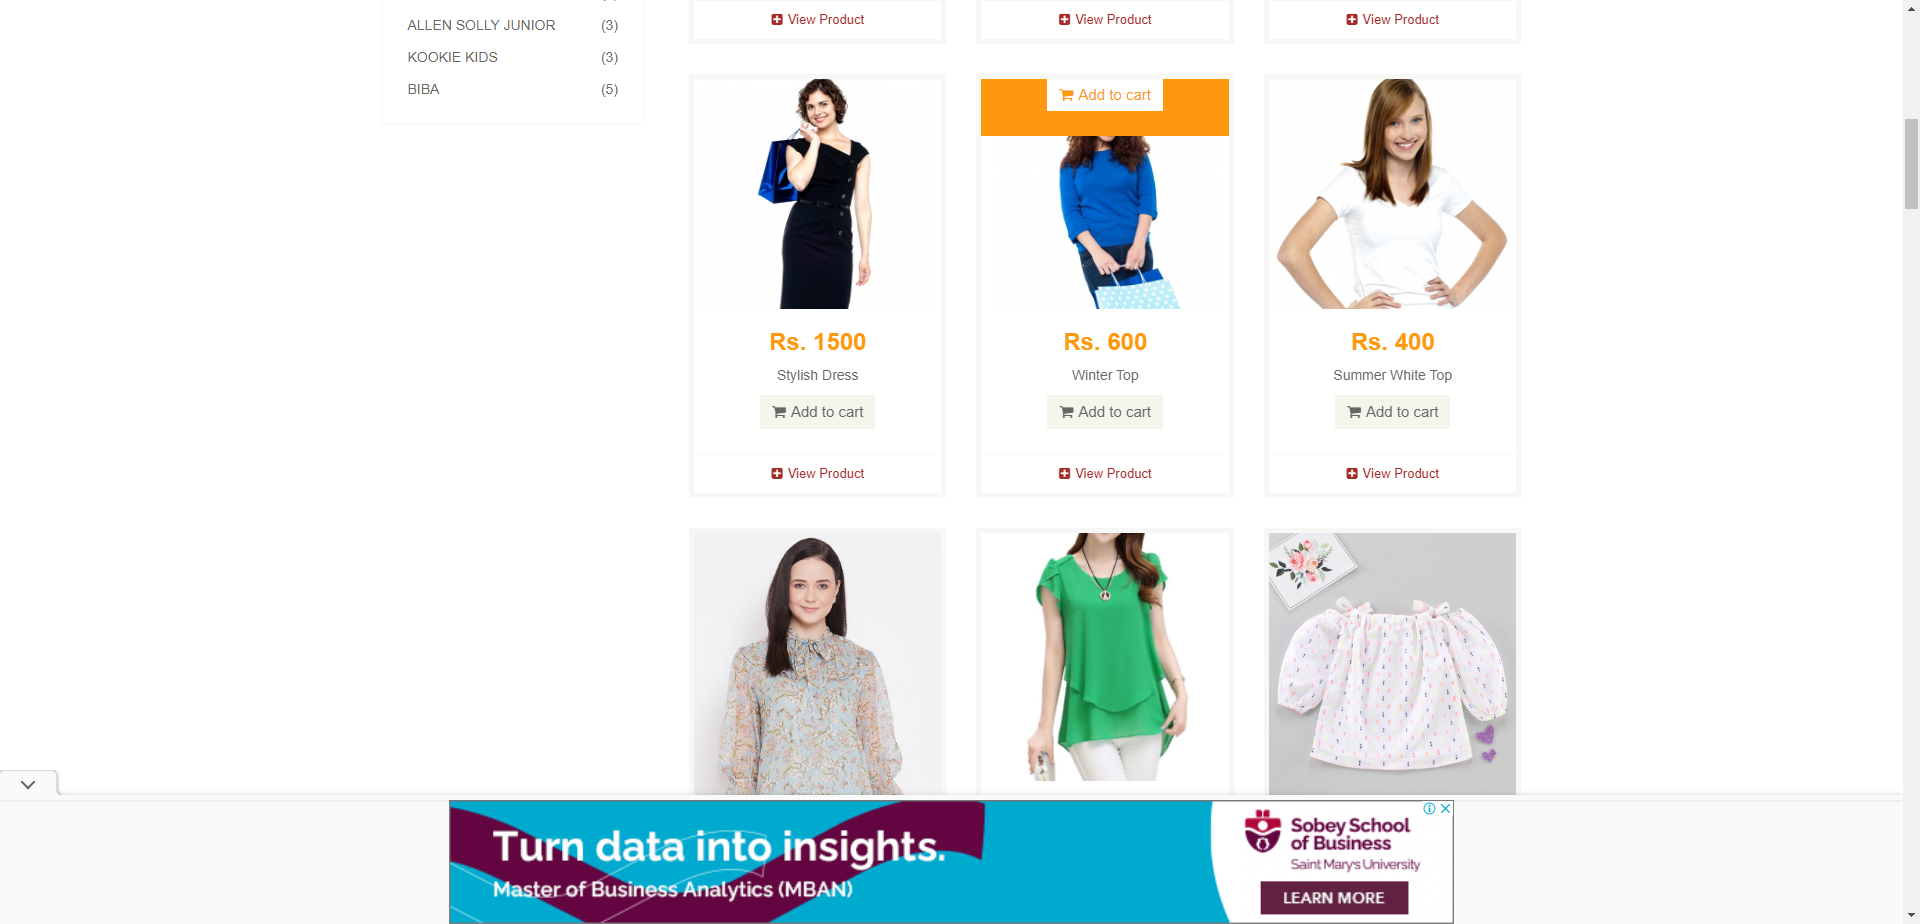 ALLEN SOLLY JUNIOR (3)
KOOKIE KIDS (3)
BIBA (5)
View Product
View Product
View Product
Add to cart
Rs. 1500
Stylish Dress
Add to cart
View Product
Rs. 600
Winter Top
Add to cart
View Product
Rs. 400
Summer White Top
Add to cart
View Product
Turn data into insights.
Master of Business Analytics (MBAN)
Sobey School
of Business
Saint Mary's University
LEARN MORE